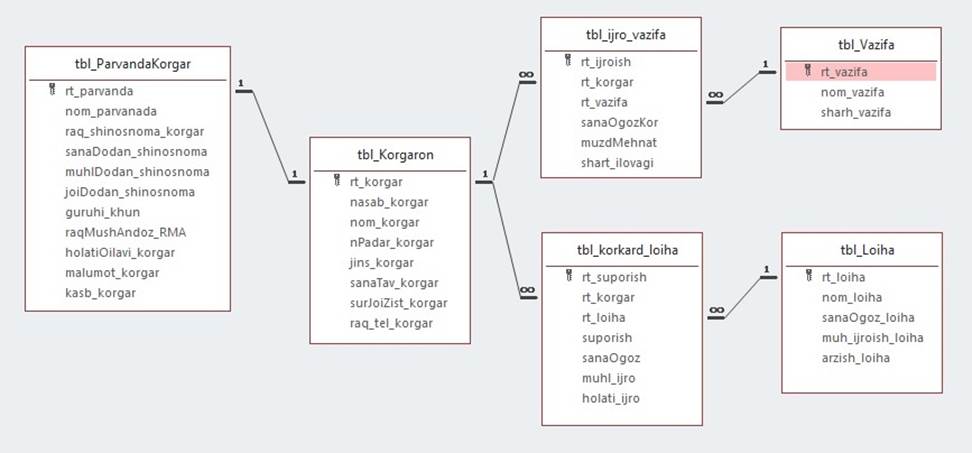 tbl_ParvandaKorgar
rt_parvanda
nom_parvanada
raq_shinosnoma_korgar
sanaDodan_shinosnoma
muhlDodan_shinosnoma
joiDodan_shinosnoma
guruhi_khun
raqMushAndoz_RMA
holatiOilavi_korgar
malumot_korgar
kasb_korgar
1
1
tbl_Korgaron
rt_korgar
nasab_korgar
nom_korgar
nPadar_korgar
jins_korgar
sanaTav_korgar
surJoiZist_korgar
raq_tel_korgar
1
∞
∞
tbl_ijro_vazifa
rt_ijroish
rt_korgar
rt_vazifa
sanaOgozKor
muzdMehnat
shart_ilovagi
∞
1
tbl_Vazifa
rt_vazifa
nom_vazifa
sharh_vazifa
tbl_korkard_loiha
rt_suporish
rt_korgar
rt_loiha
suporish
sanaOgoz
muhl_ijro
holati_ijro
∞
1
tbl_Loiha
rt_loiha
nom_loiha
sanaOgoz_loiha
muh_ijroish_loiha
arzish_loiha